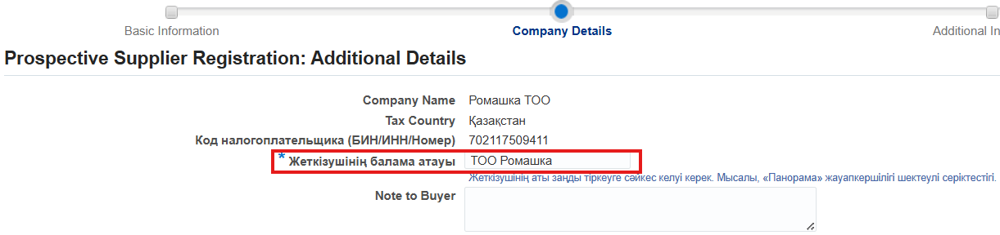 Basic Information
Company Details
Additional In
Prospective Supplier Registration: Additional Details
Company Name Ромашка ТОО
Tax Country Қазақстан
Код налогоплательщика (БИН/ИНН/Номер) 702117509411
* Жеткізушінің балама атауы ТОО Ромашка
Жеткізушінің аты заңды тіркеуге сәйкес келуі керек. Мысалы, «Панорама» жауапкершілігі шектеулі серіктестігі.
Note to Buyer